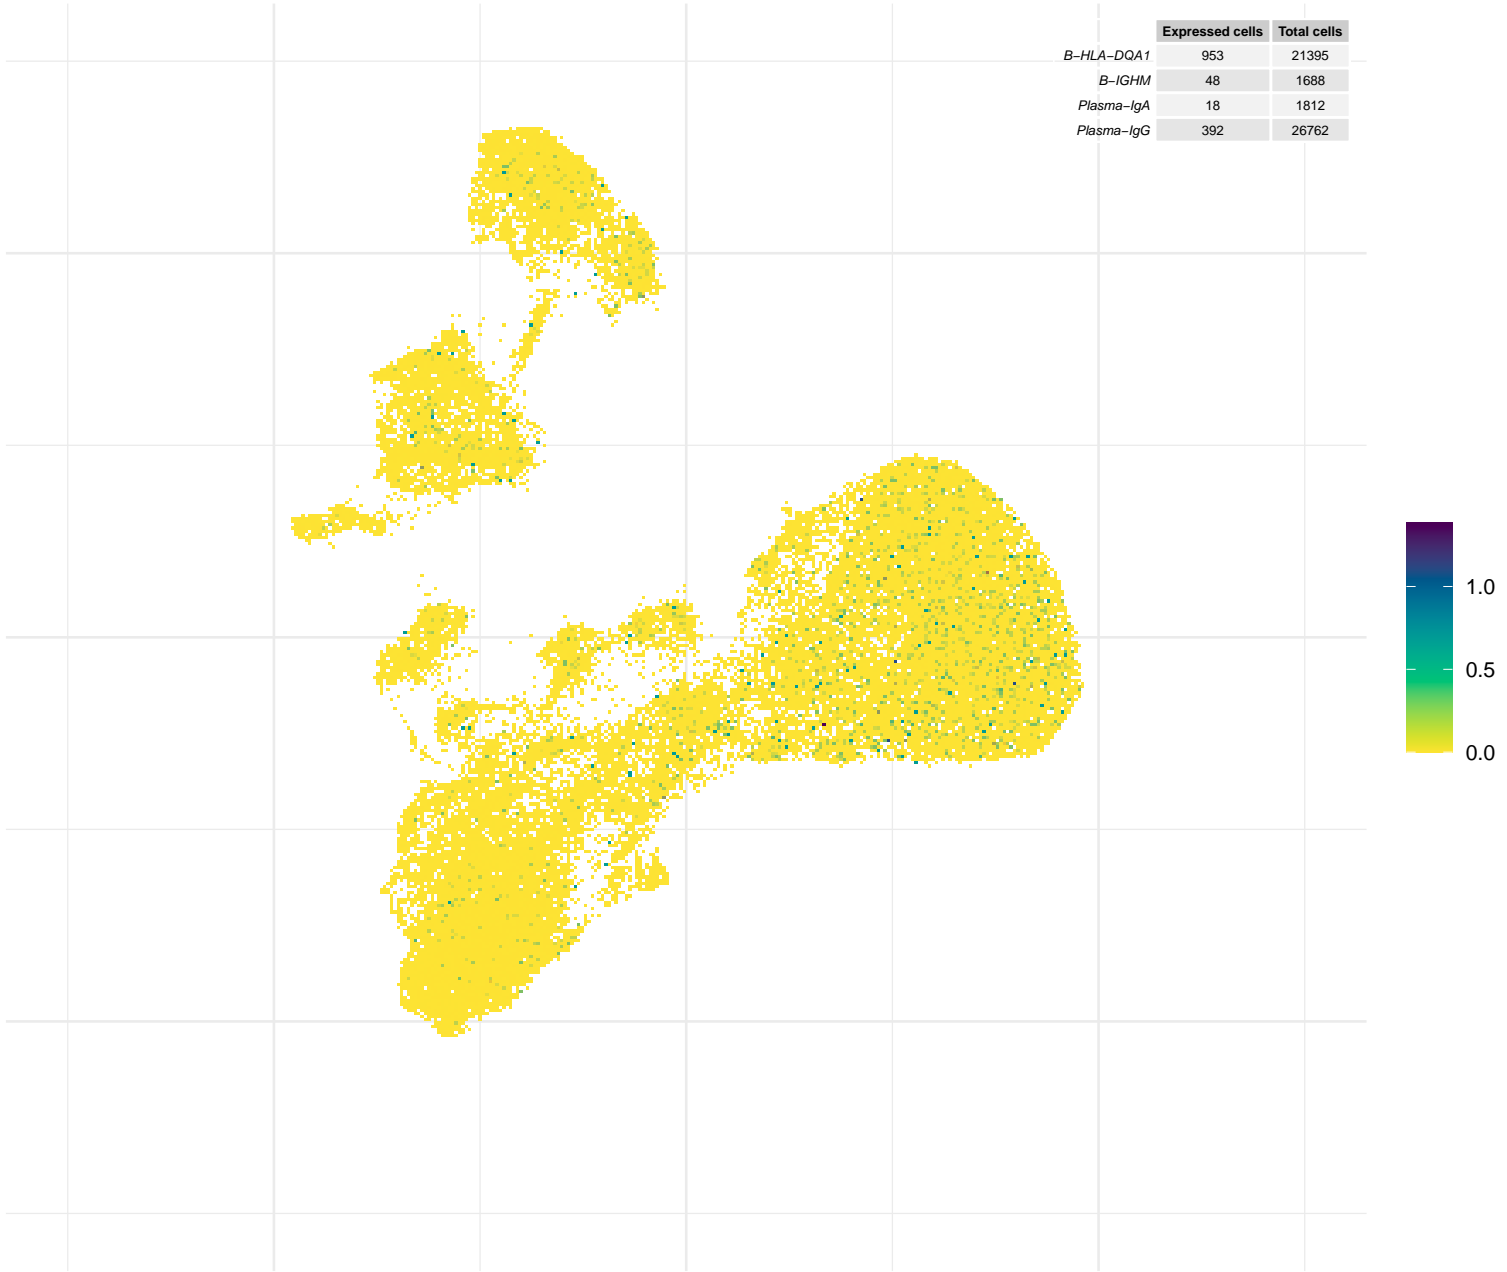 Expressed cells Total cells
B−HLA−DQA1 953 21395
B−IGHM 48 1688
Plasma−IgA 18 1812
Plasma−IgG 392 26762
1.0
0.5
0.0